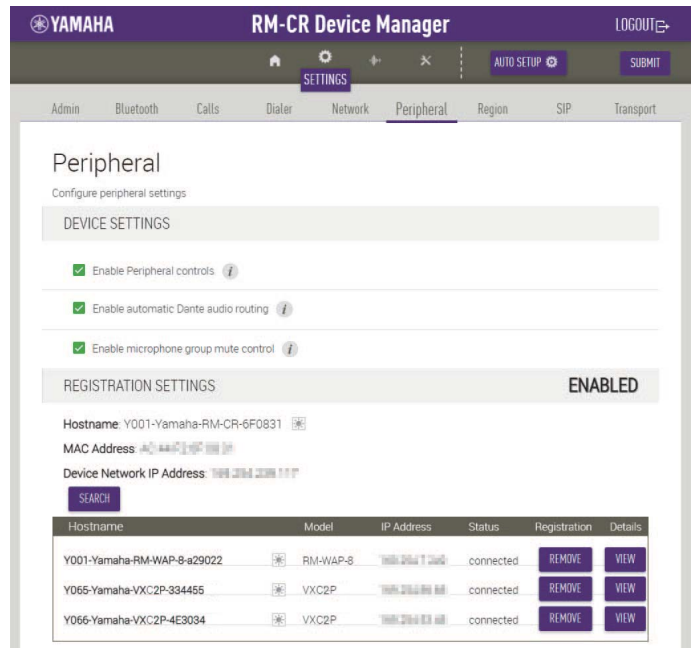 YAMAHA RM-CR Device Manager LOGOUT
SETTINGS AUTO SETUP SUBMIT
Admin Bluetooth Calls Dialer Network Peripheral Region SIP Transport
Peripheral
Configure peripheral settings
DEVICE SETTINGS
Enable Peripheral controls i
Enable automatic Dante audio routing i
Enable microphone group mute control i
REGISTRATION SETTINGS ENABLED
Hostname: Y001-Yamaha-RM-CR-6F0831
MAC Address:
Device Network IP Address:
SEARCH
Hostname Model IP Address Status Registration Details
Y001-Yamaha-RM-WAP-8-a29022 RM-WAP-8 connected REMOVE VIEW
Y065-Yamaha-VXC2P-334455 VXC2P connected REMOVE VIEW
Y066-Yamaha-VXC2P-4E3034 VXC2P connected REMOVE VIEW